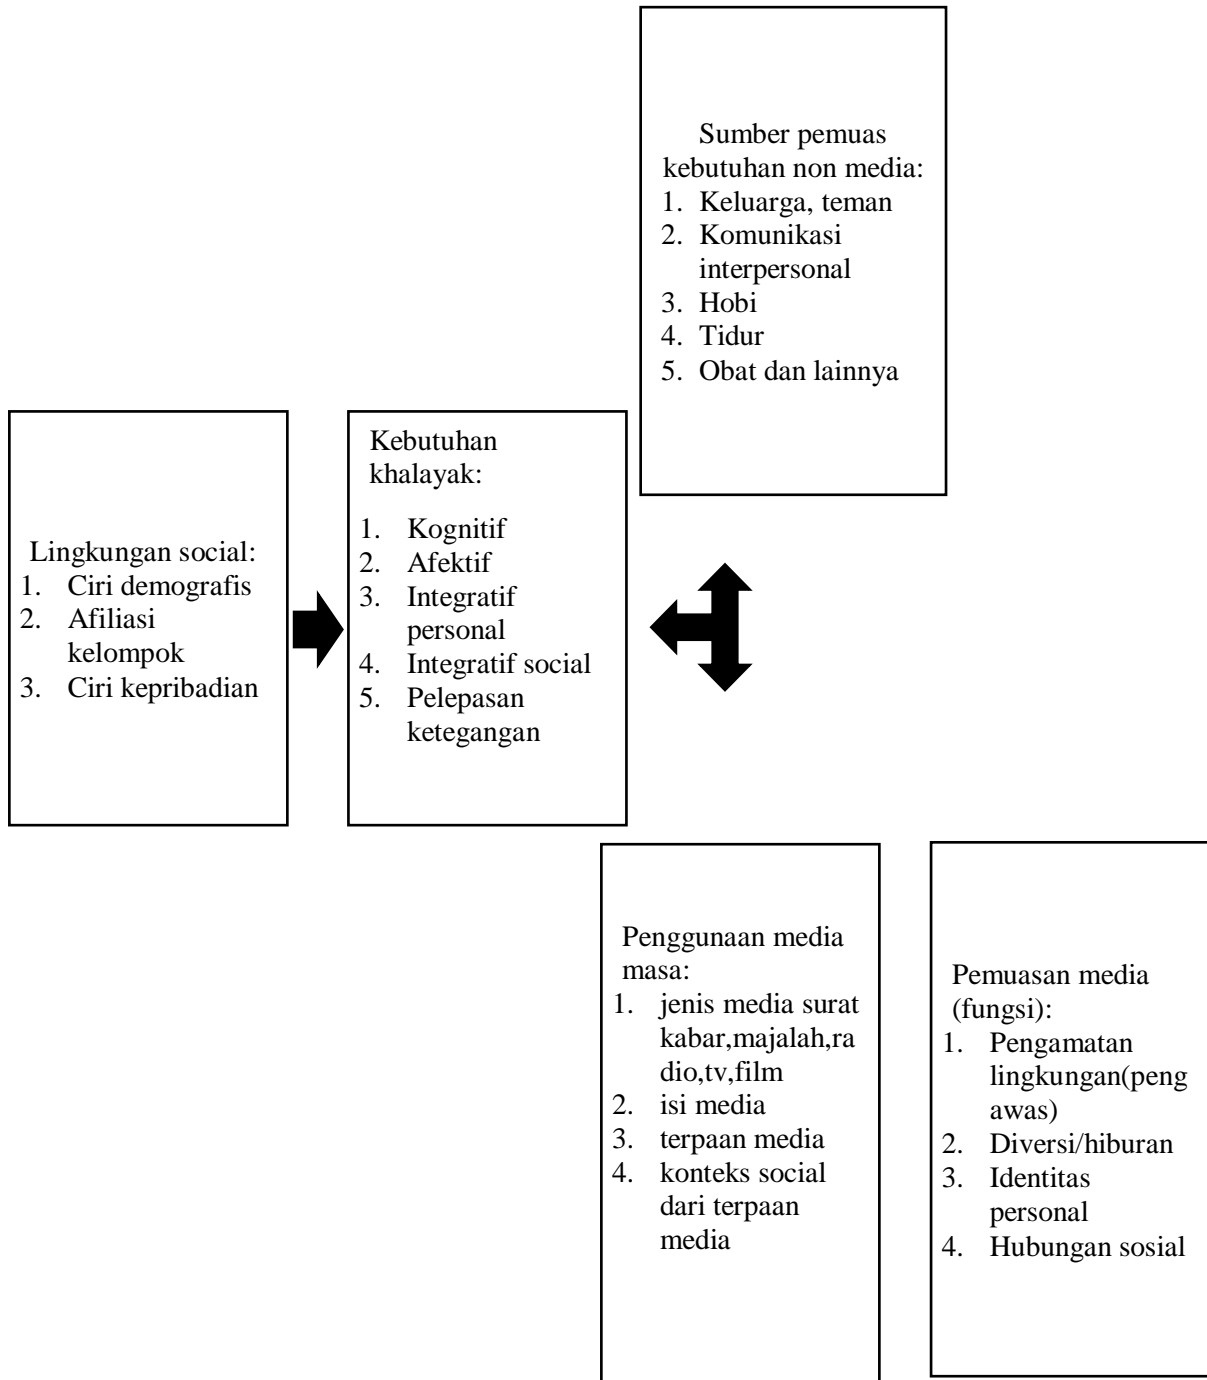 Sumber pemuas
kebutuhan non media:
1. Keluarga, teman
2. Komunikasi
interpersonal
3. Hobi
4. Tidur
5. Obat dan lainnya
Lingkungan social:
1. Ciri demografis
2. Afiliasi
kelompok
3. Ciri kepribadian
Kebutuhan
khalayak:
1. Kognitif
2. Afektif
3. Integratif
personal
4. Integratif social
5. Pelepasan
ketegangan
Penggunaan media
masa:
1. jenis media surat
kabar,majalah,ra
dio,tv,film
2. isi media
3. terpaan media
4. konteks social
dari terpaan
media
Pemuasan media
(fungsi):
1. Pengamatan
lingkungan(peng
awas)
2. Diversi/hiburan
3. Identitas
personal
4. Hubungan sosial